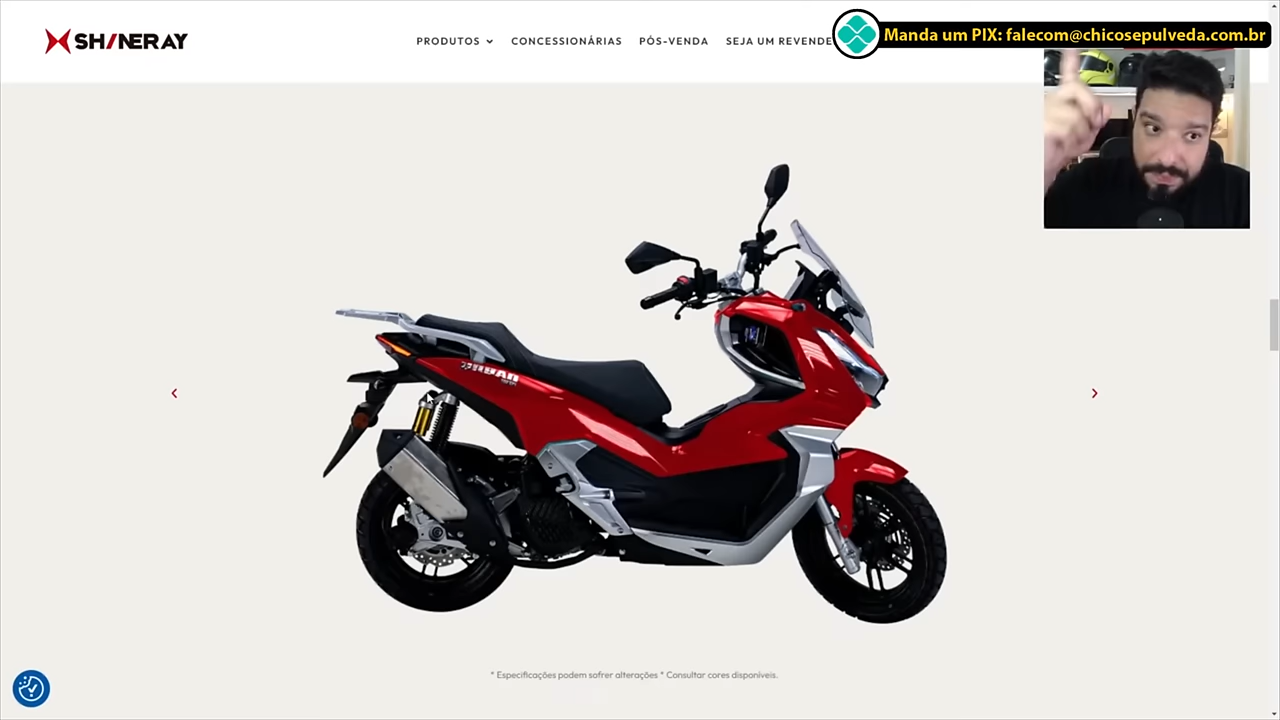 SHINERAY
PRODUTOS
CONCESSIONÁRIAS
PÓS-VENDA
SEJA UM REVENDE
Manda um PIX: falecom@chicosepulveda.com.br
* Especificações podem sofrer alterações * Consultar cores disponíveis.